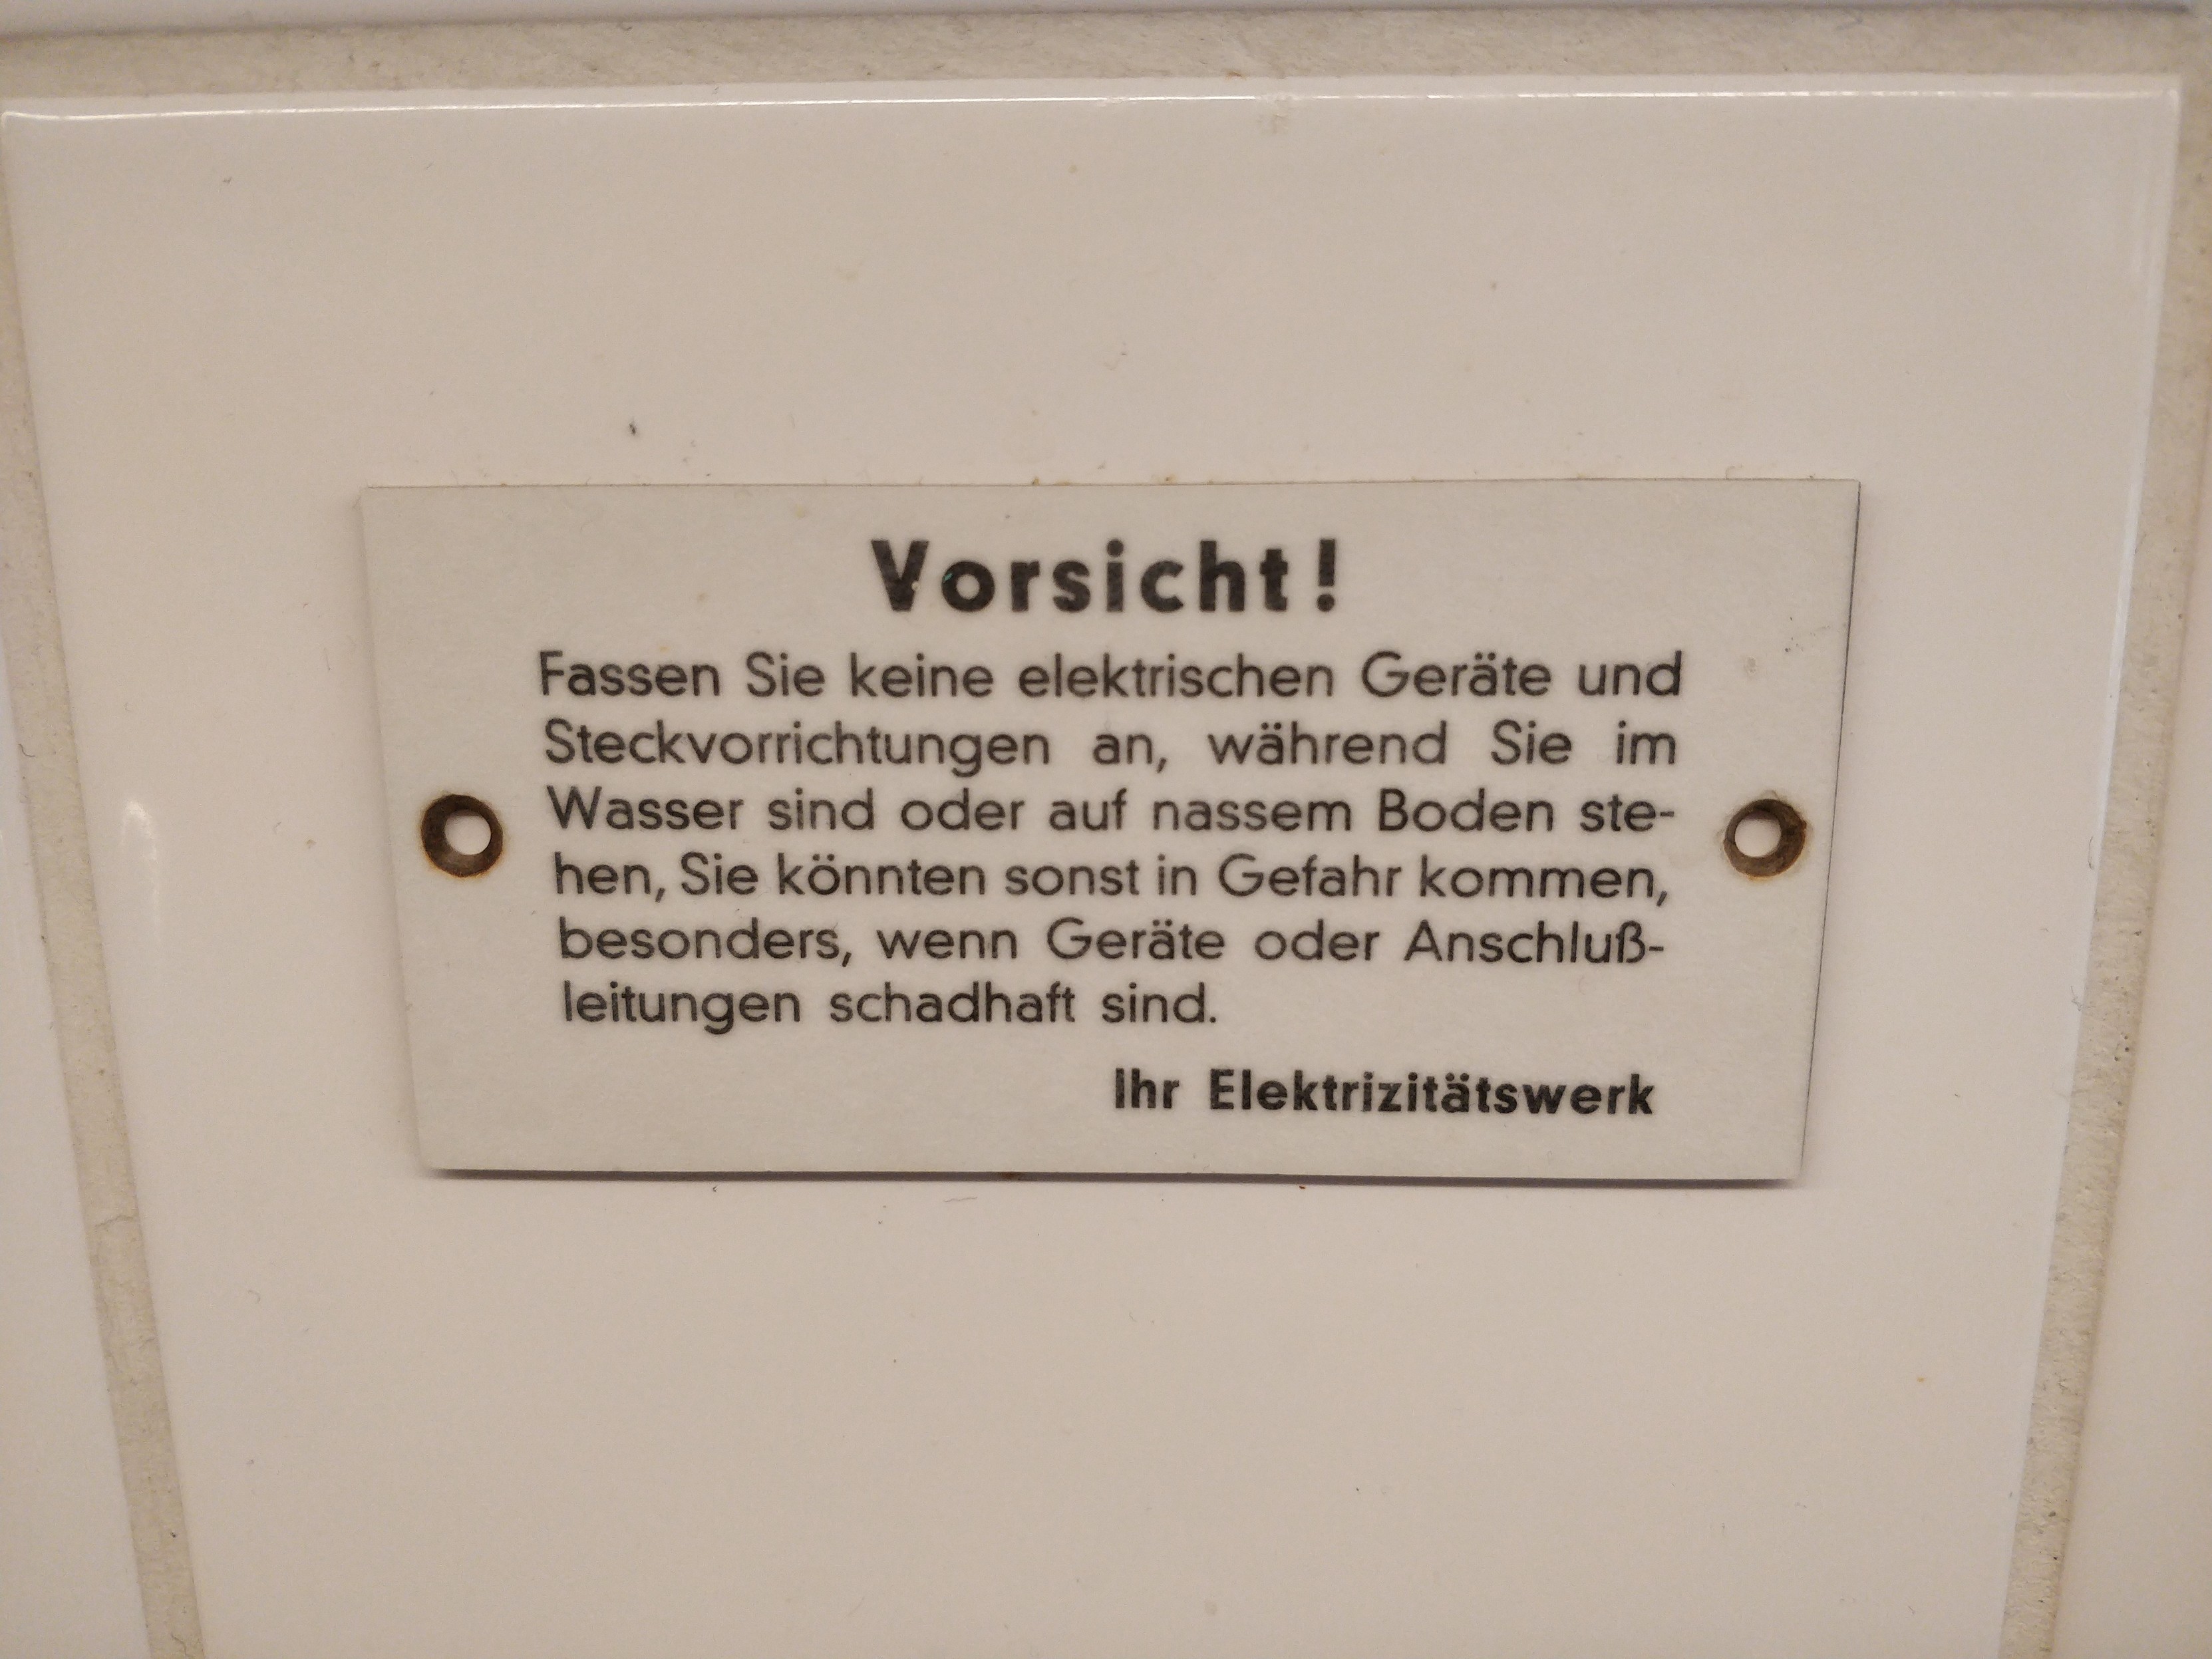 Vorsicht!
Fassen Sie keine elektrischen Geräte und
Steckvorrichtungen an, während Sie im
Wasser sind oder auf nassem Boden ste-
hen, Sie könnten sonst in Gefahr kommen,
besonders, wenn Geräte oder Anschluß-
leitungen schadhaft sind.
Ihr Elektrizitätswerk